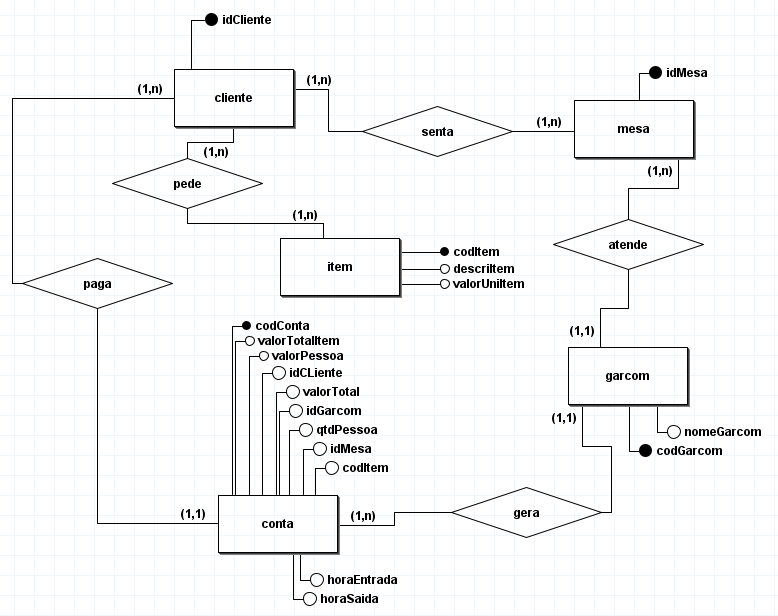 idCliente
(1,n)
(1,n)
idMesa
cliente
(1,n)
senta
mesa
(1,n)
(1,n)
pede
(1,n)
atende
item
codItem
descriItem
valorUniItem
paga
codConta
valorTotalItem
valorPessoa
idCLiente
valorTotal
idGarcom
qtdPessoa
idMesa
codItem
(1,1)
garcom
(1,1)
nomeGarcom
codGarcom
(1,1)
conta
(1,n)
gera
horaEntrada
horaSaida